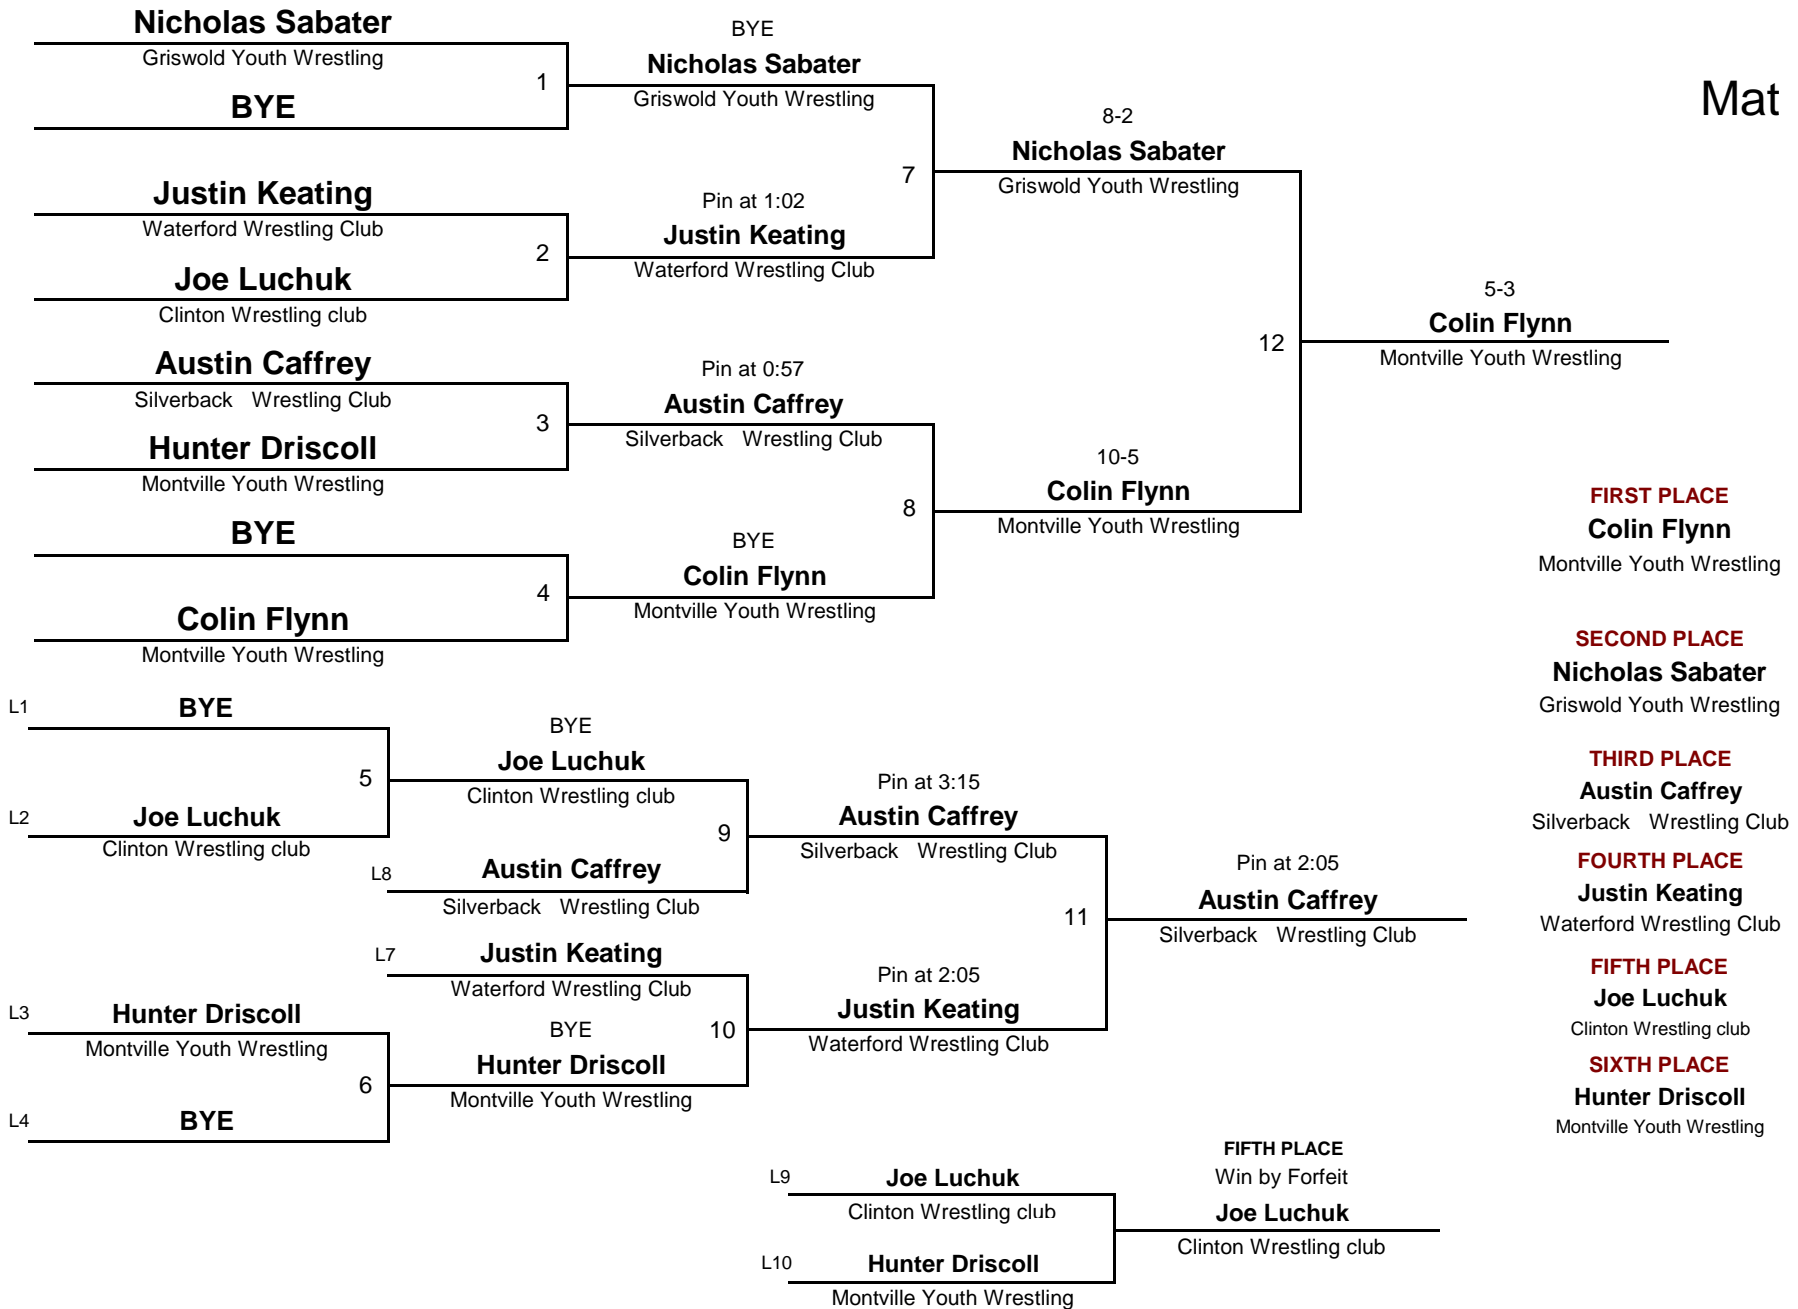 Nicholas Sabater
Griswold Youth Wrestling
1
BYE
BYE
Nicholas Sabater
Griswold Youth Wrestling
Mat
8-2
Nicholas Sabater
Griswold Youth Wrestling
7
Justin Keating
Waterford Wrestling Club
2
Joe Luchuk
Clinton Wrestling club
Pin at 1:02
Justin Keating
Waterford Wrestling Club
5-3
Colin Flynn
Montville Youth Wrestling
12
Austin Caffrey
Silverback Wrestling Club
3
Hunter Driscoll
Montville Youth Wrestling
Pin at 0:57
Austin Caffrey
Silverback Wrestling Club
10-5
Colin Flynn
Montville Youth Wrestling
8
BYE
4
Colin Flynn
Montville Youth Wrestling
BYE
Colin Flynn
Montville Youth Wrestling
FIRST PLACE
Colin Flynn
Montville Youth Wrestling
SECOND PLACE
Nicholas Sabater
Griswold Youth Wrestling
THIRD PLACE
Austin Caffrey
Silverback Wrestling Club
FOURTH PLACE
Justin Keating
Waterford Wrestling Club
FIFTH PLACE
Joe Luchuk
Clinton Wrestling club
SIXTH PLACE
Hunter Driscoll
Montville Youth Wrestling
L1
BYE
5
L2
Joe Luchuk
Clinton Wrestling club
BYE
Joe Luchuk
Clinton Wrestling club
9
L8
Austin Caffrey
Silverback Wrestling Club
Pin at 3:15
Austin Caffrey
Silverback Wrestling Club
11
Pin at 2:05
Austin Caffrey
Silverback Wrestling Club
L7
Justin Keating
Waterford Wrestling Club
10
Pin at 2:05
Justin Keating
Waterford Wrestling Club
L3
Hunter Driscoll
Montville Youth Wrestling
6
L4
BYE
BYE
Hunter Driscoll
Montville Youth Wrestling
L9
Joe Luchuk
Clinton Wrestling club
L10
Hunter Driscoll
Montville Youth Wrestling
FIFTH PLACE
Win by Forfeit
Joe Luchuk
Clinton Wrestling club